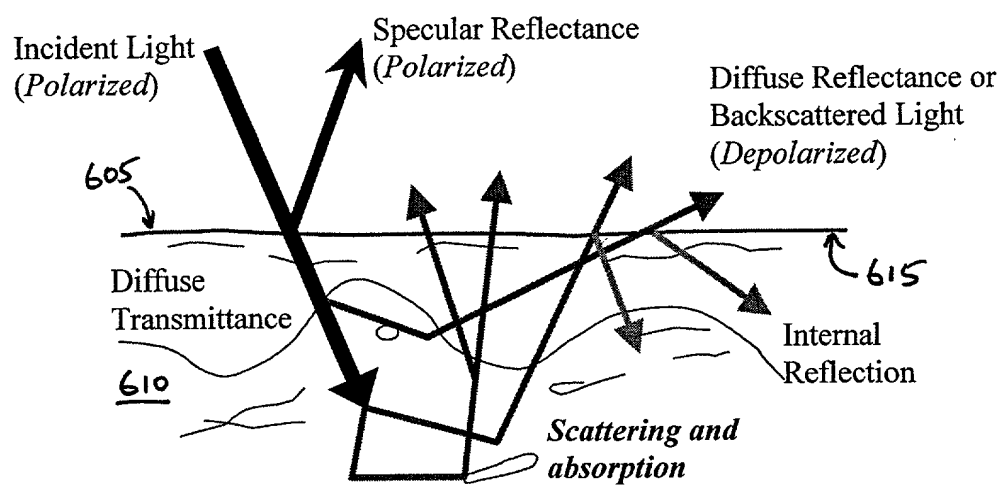 Incident Light
(Polarized)
Specular Reflectance
(Polarized)
Diffuse Reflectance or
Backscattered Light
(Depolarized)
605
615
Diffuse
Transmittance
610
Internal
Reflection
Scattering and
absorption